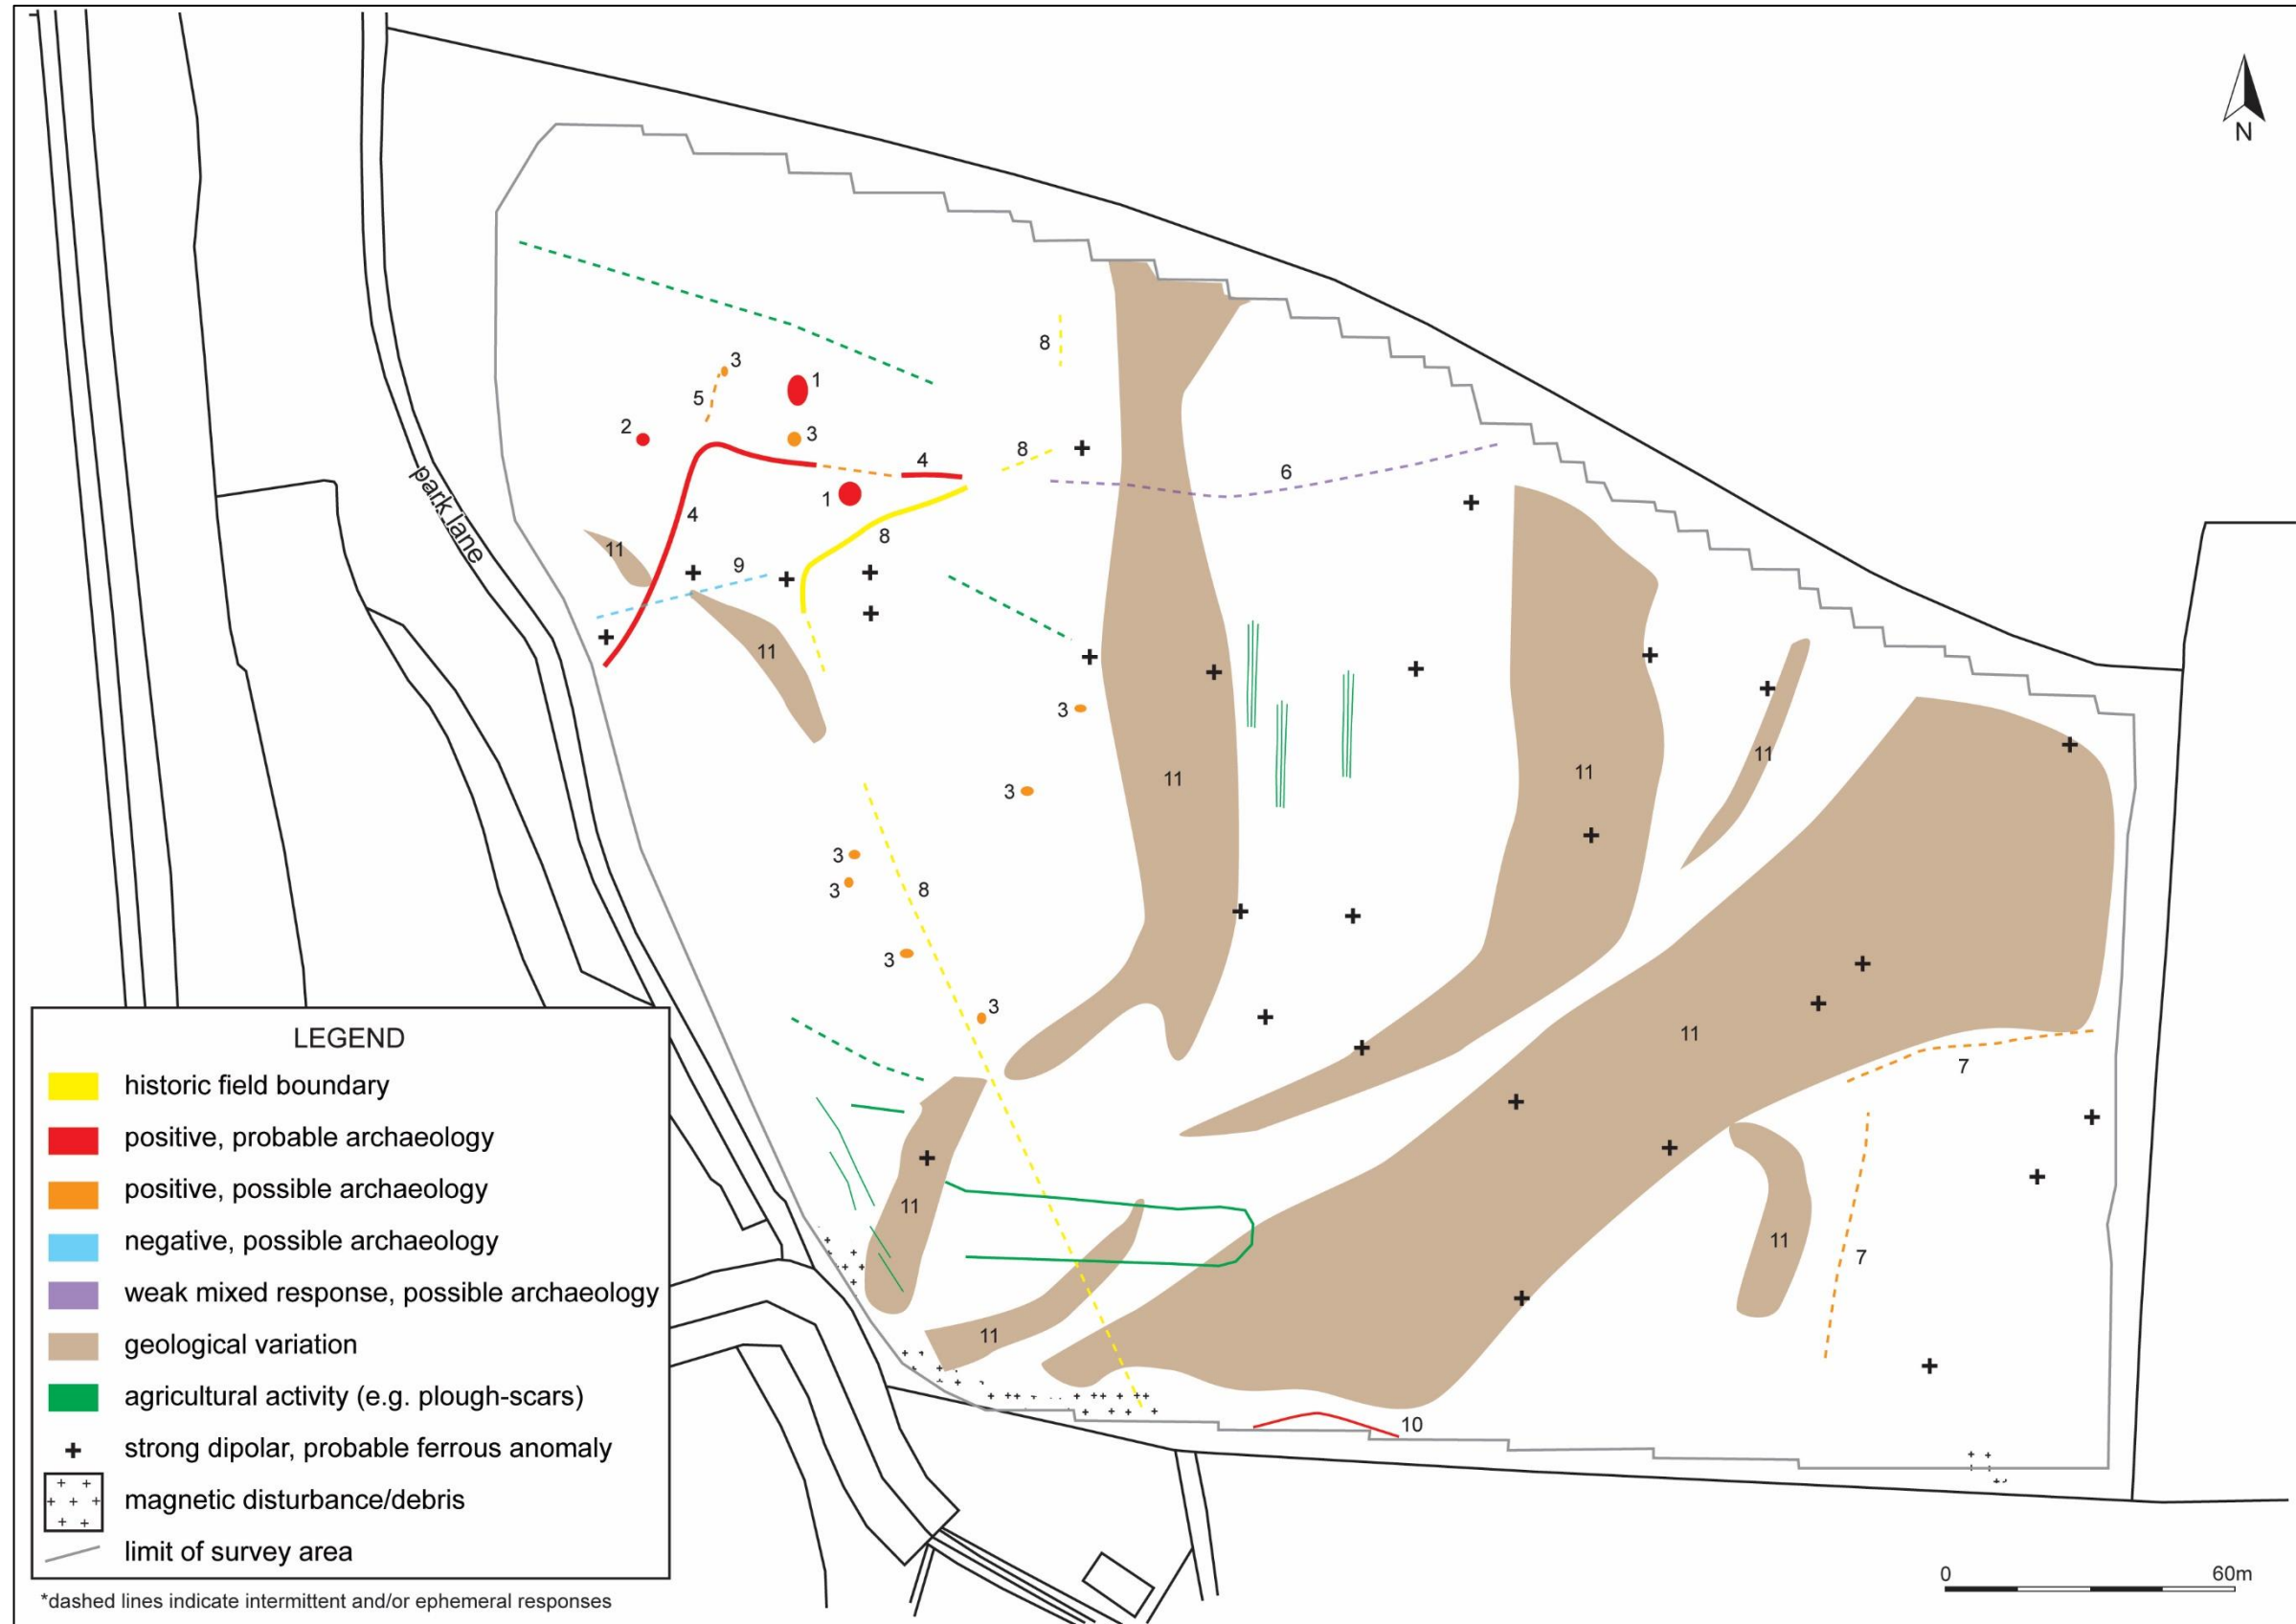 N
3
1
5
8
2
3
4
8
6
1
4
8
11
9
park lane
11
3
11
11
11
3
3
8
3
3
3
11
7
11
11
7
11
10
LEGEND
historic field boundary
positive, probable archaeology
positive, possible archaeology
negative, possible archaeology
weak mixed response, possible archaeology
geological variation
agricultural activity (e.g. plough-scars)
strong dipolar, probable ferrous anomaly
magnetic disturbance/debris
limit of survey area
*dashed lines indicate intermittent and/or ephemeral responses
0 60m